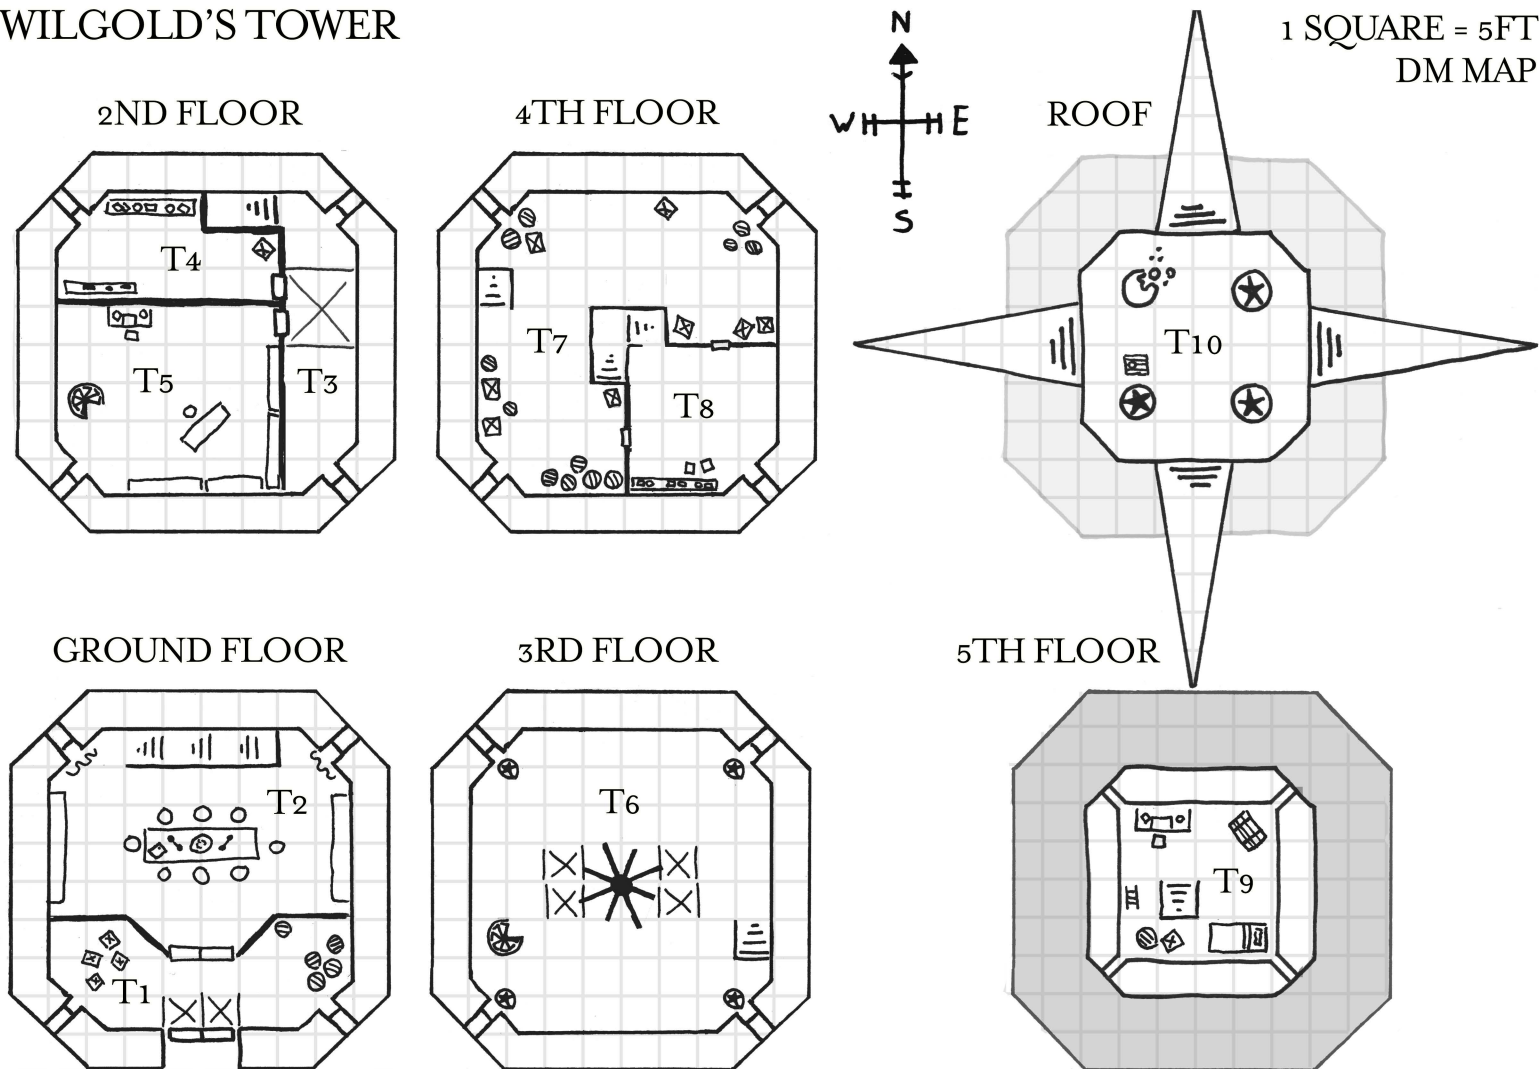 WILGOLD'S TOWER
N
1 SQUARE = 5FT
DM MAP
2ND FLOOR
4TH FLOOR
W E
ROOF
S
T4
T3
T5
T7
T8
T10
GROUND FLOOR
3RD FLOOR
5TH FLOOR
T2
T1
T6
T9